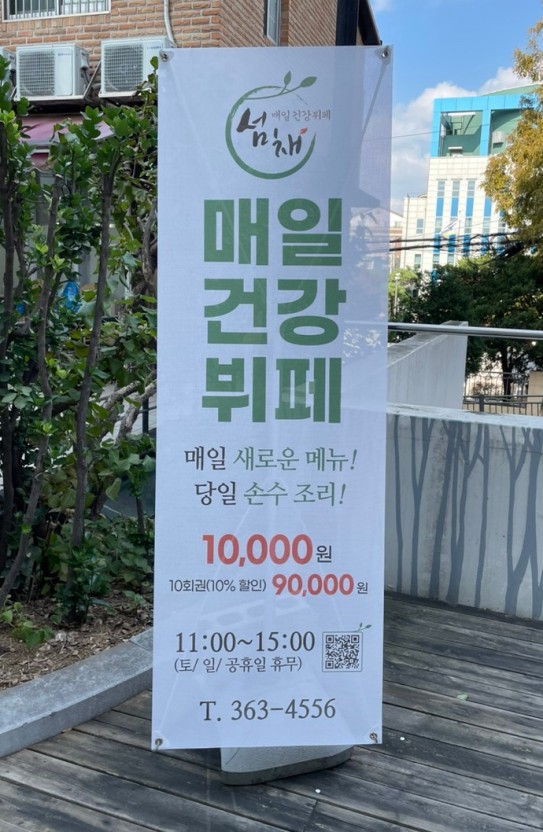 매일 건강 뷔페
섬채
매일
건강
뷔페
매일 새로운 메뉴!
당일 손수 조리!
10,000원
10회권(10% 할인) 90,000원
11:00~15:00
(토/ 일/ 공휴일 휴무)
T. 363-4556